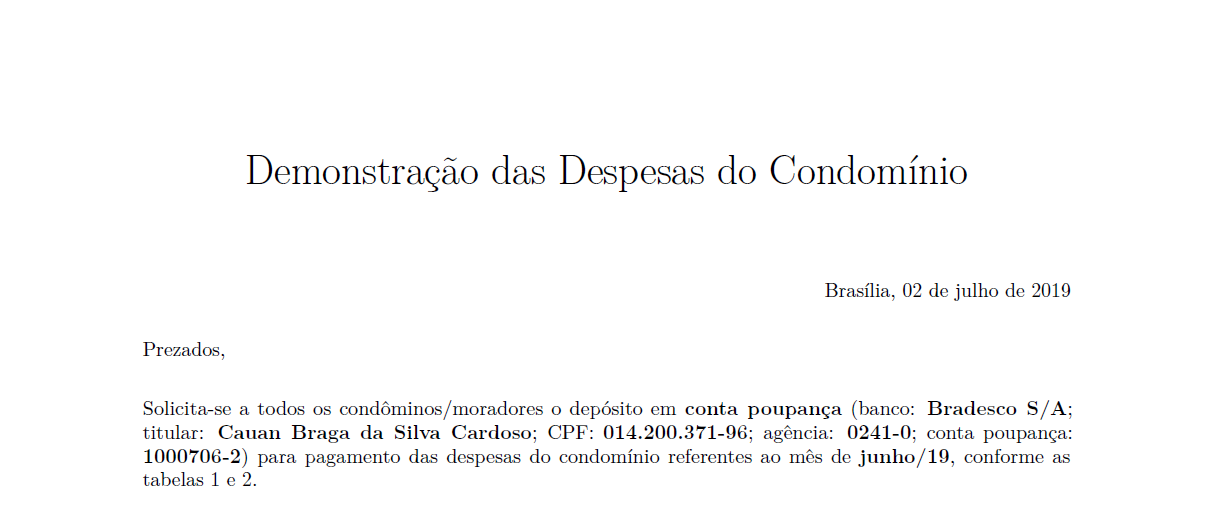 Demonstração das Despesas do Condomínio
Brasília, 02 de julho de 2019
Prezados,
Solicita-se a todos os condôminos/moradores o depósito em conta poupança (banco: Bradesco S/A;
titular: Cauan Braga da Silva Cardoso; CPF: 014.200.371-96; agência: 0241-0; conta poupança:
1000706-2) para pagamento das despesas do condomínio referentes ao mês de junho/19, conforme as
tabelas 1 e 2.